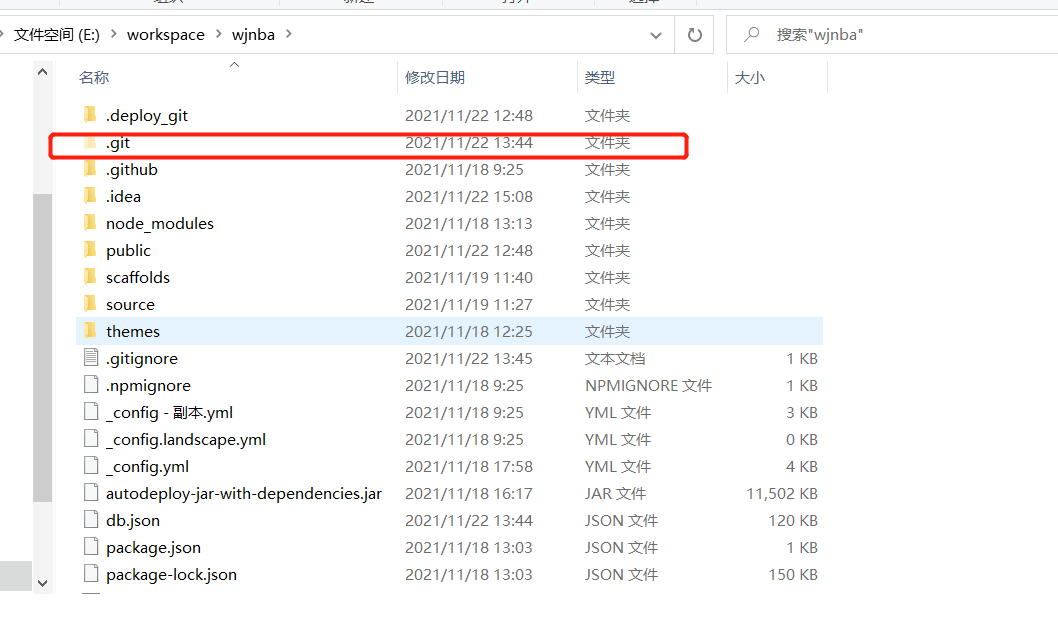 文件空间 (E:) > workspace > wjnba >
搜索"wjnba"
名称 修改日期 类型 大小
.deploy_git 2021/11/22 12:48 文件夹
.git 2021/11/22 13:44 文件夹
.github 2021/11/18 9:25 文件夹
.idea 2021/11/22 15:08 文件夹
node_modules 2021/11/18 13:13 文件夹
public 2021/11/22 12:48 文件夹
scaffolds 2021/11/19 11:40 文件夹
source 2021/11/19 11:27 文件夹
themes 2021/11/18 12:25 文件夹
.gitignore 2021/11/22 13:45 文本文档 1 KB
.npmignore 2021/11/18 9:25 NPMIGNORE 文件 1 KB
_config - 副本.yml 2021/11/18 9:25 YML 文件 3 KB
_config.landscape.yml 2021/11/18 9:25 YML 文件 0 KB
_config.yml 2021/11/18 17:58 YML 文件 4 KB
autodeploy-jar-with-dependencies.jar 2021/11/18 16:17 JAR 文件 11,502 KB
db.json 2021/11/22 13:44 JSON 文件 120 KB
package.json 2021/11/18 13:03 JSON 文件 1 KB
package-lock.json 2021/11/18 13:03 JSON 文件 150 KB